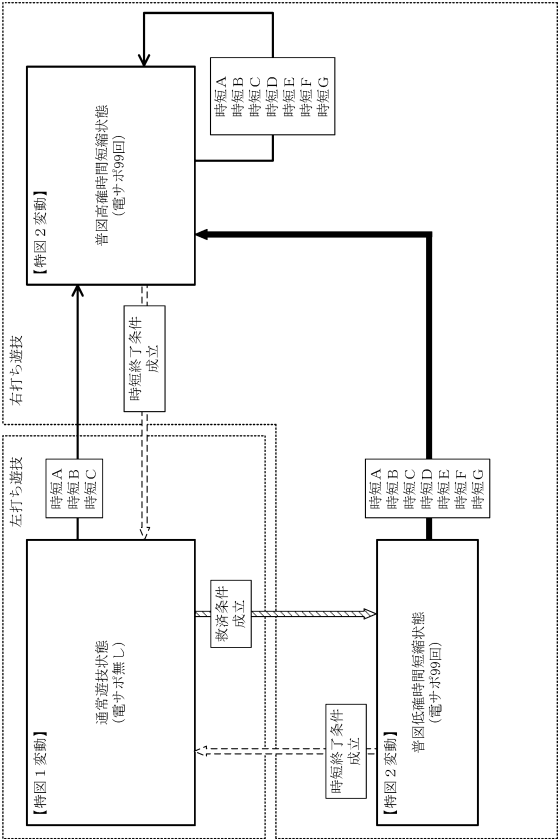 左打ち遊技
【特図１変動】
通常遊技状態
（電サポ無し）
時短Ａ
時短Ｂ
時短Ｃ
右打ち遊技
【特図２変動】
普図高確時間短縮状態
（電サポ99回）
時短Ａ
時短Ｂ
時短Ｃ
時短Ｄ
時短Ｅ
時短Ｆ
時短Ｇ
時短終了条件
成立
救済条件
成立
時短終了条件
成立
【特図２変動】
普図低確時間短縮状態
（電サポ99回）
時短Ａ
時短Ｂ
時短Ｃ
時短Ｄ
時短Ｅ
時短Ｆ
時短Ｇ